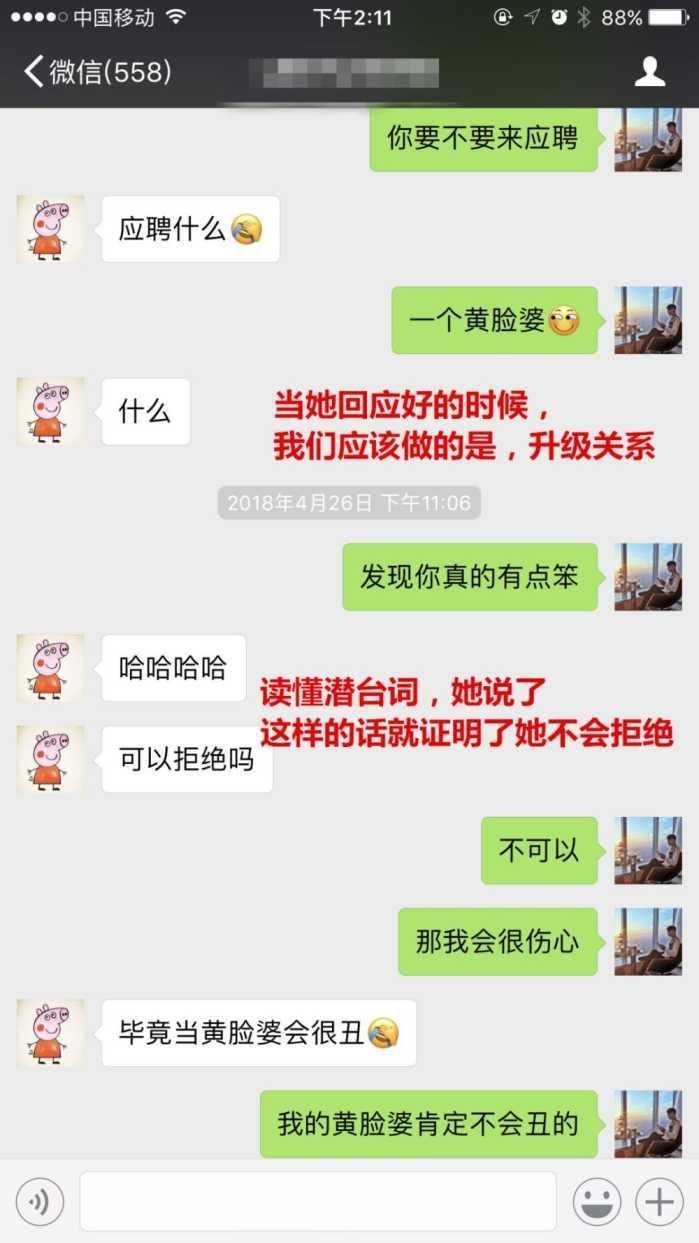 中国移动 下午2:11 88%
微信(558)
你要不要来应聘
应聘什么
一个黄脸婆
什么
当她回应好的时候，
我们应该做的是，升级关系
2018年4月26日 下午11:06
发现你真的有点笨
哈哈哈哈
读懂潜台词，她说了
这样的话就证明了她不会拒绝
可以拒绝吗
不可以
那我会很伤心
毕竟当黄脸婆会很丑
我的黄脸婆肯定不会丑的